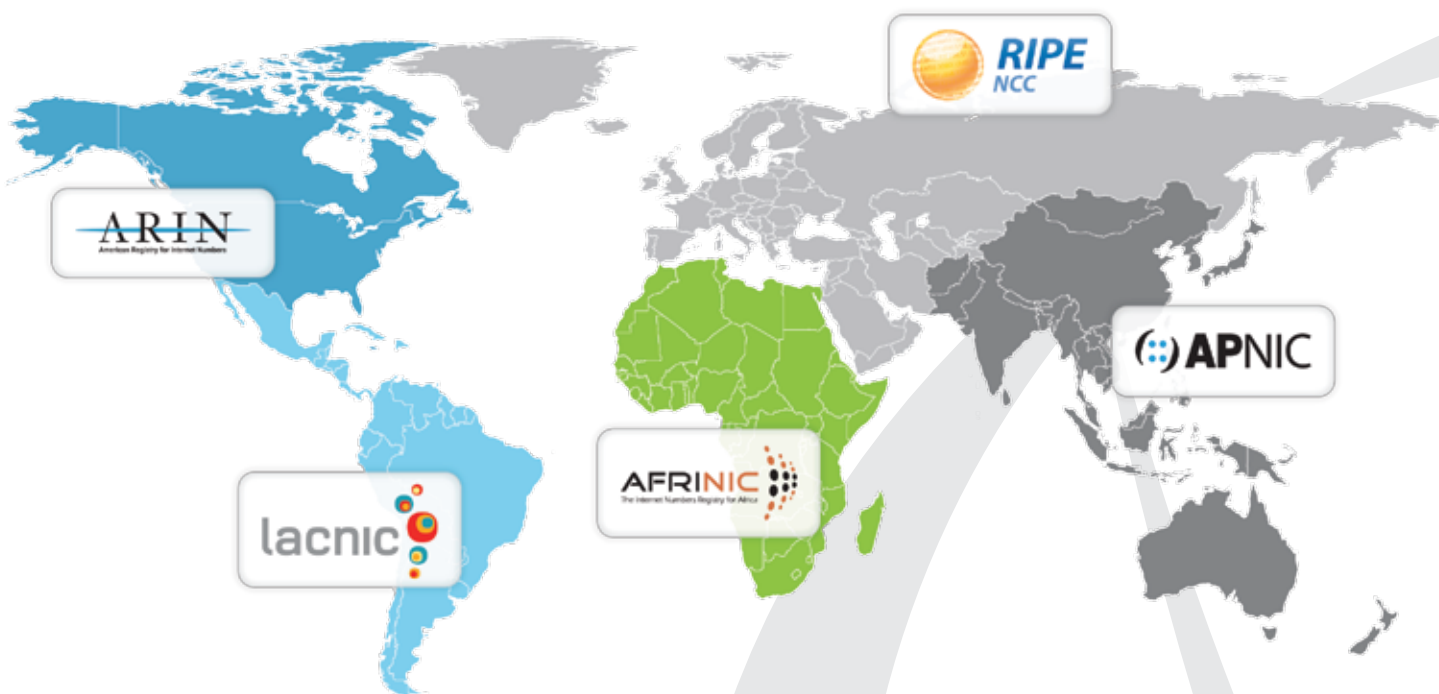 RIPE
NCC
ARIN
American Registry for Internet Numbers
APNIC
AFRINIC
The Internet Numbers Registry for Africa
lacnic